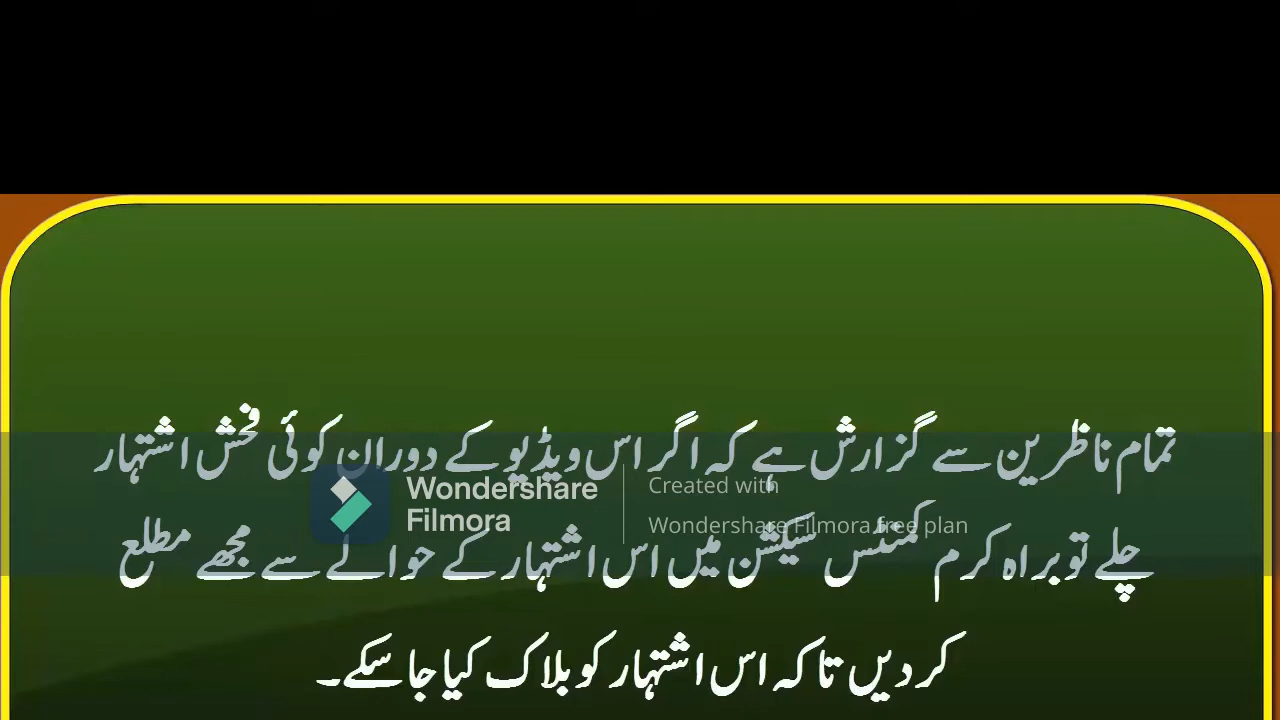 تمام ناظرین سے گزارش ہے کہ اگر اس ویڈیو کے دوران کوئی فحش اشتہار
Wondershare
Filmora
Created with
Wondershare Filmora free plan
چلے تو براہ کرم کمنٹس سیکشن میں اس اشتہار کے حوالے سے مجھے مطلع
کر دیں تاکہ اس اشتہار کو بلاک کیا جا سکے۔